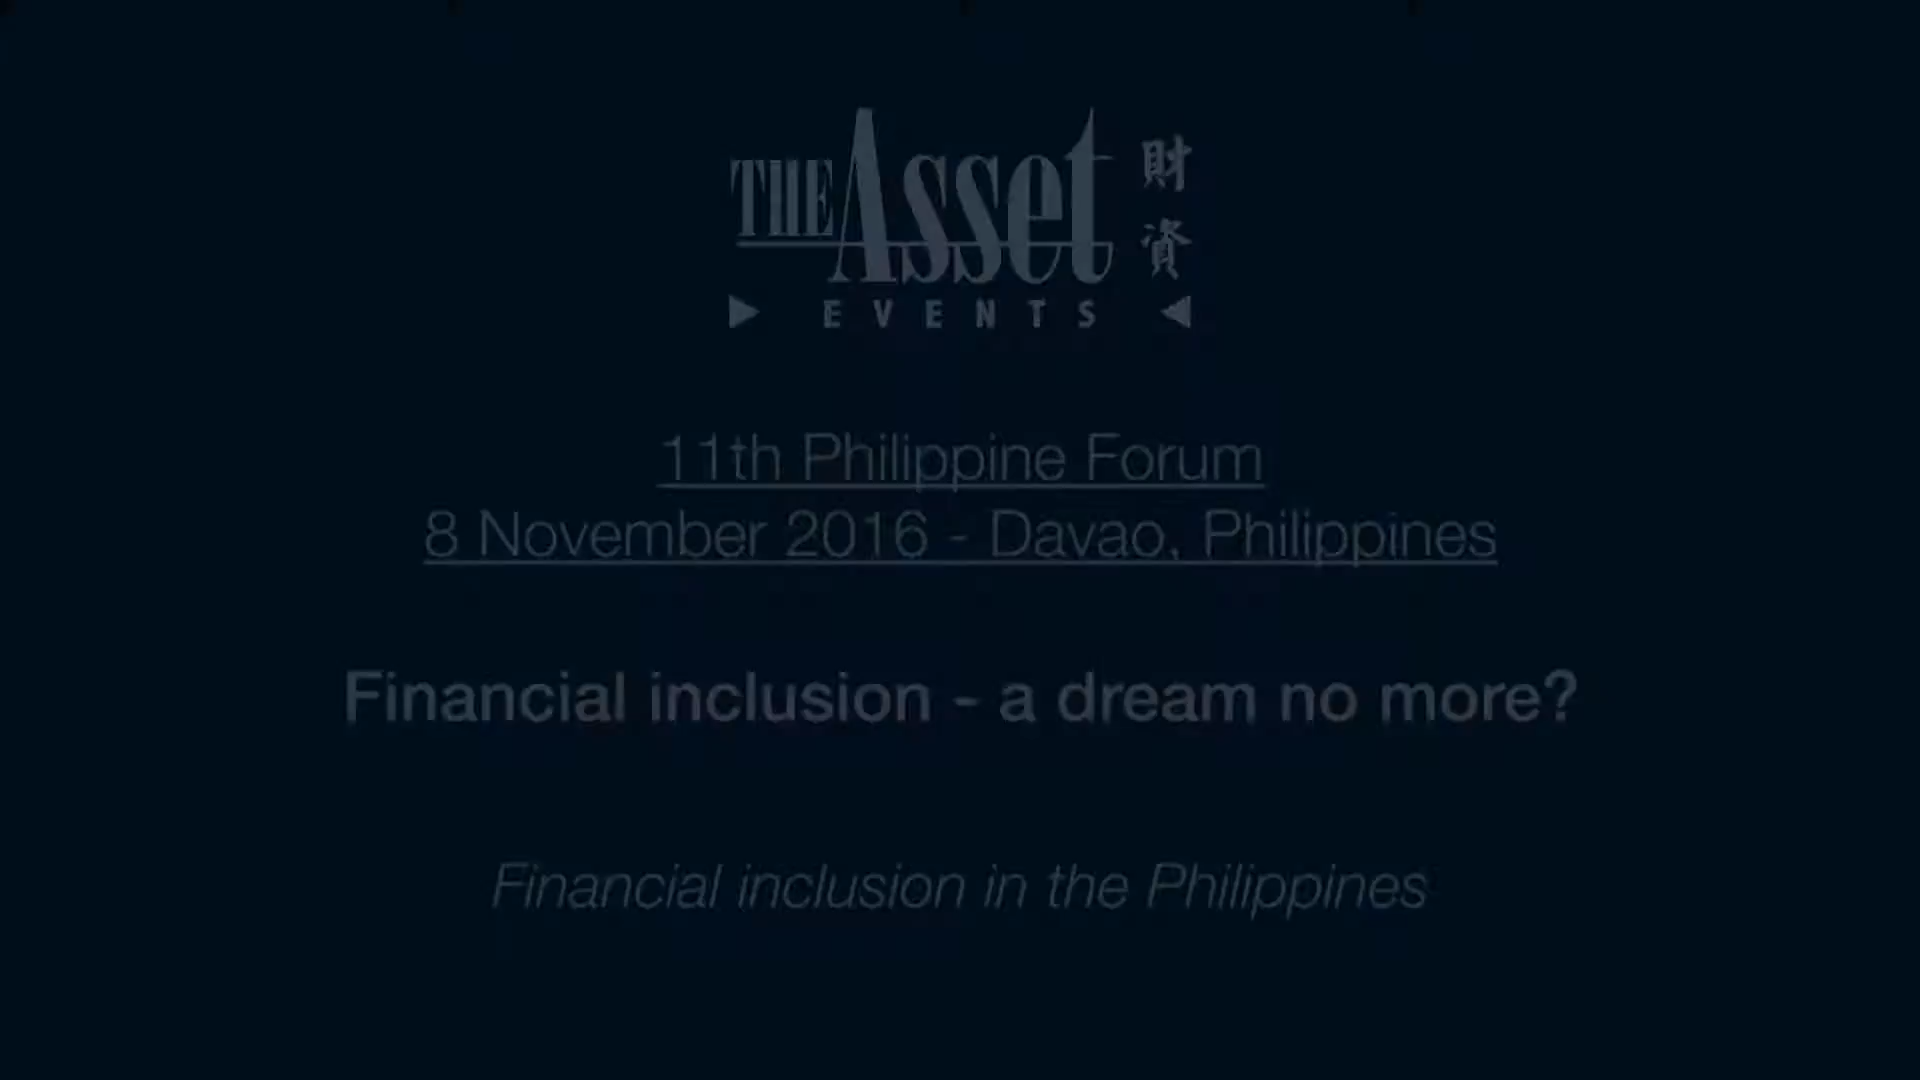 THE Asset 財資
EVENTS
11th Philippine Forum
8 November 2016 - Davao, Philippines
Financial inclusion - a dream no more?
Financial inclusion in the Philippines